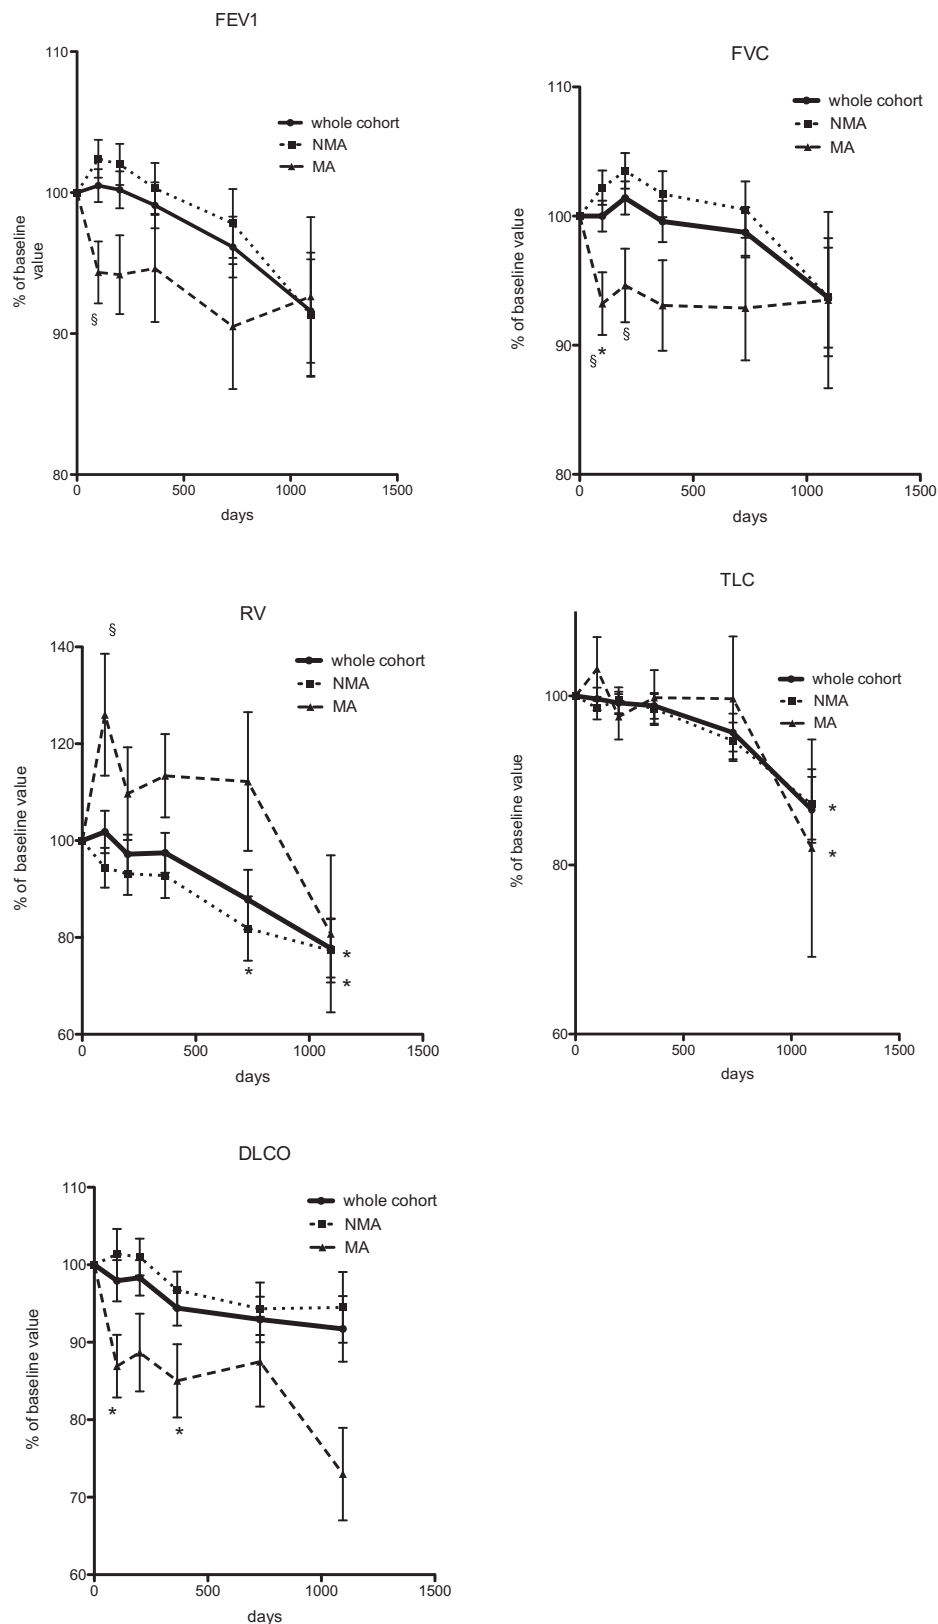 FEV1
110
100
90
80
0
500
1000
1500
% of baseline
value
days
whole cohort
NMA
MA
§
FVC
110
100
90
80
0
500
1000
1500
% of baseline value
days
whole cohort
NMA
MA
§ *
§
RV
140
120
100
80
60
0
500
1000
1500
% of baseline value
days
whole cohort
NMA
MA
§
*
*
*
TLC
100
80
60
0
500
1000
1500
% of baseline value
days
whole cohort
NMA
MA
*
*
DLCO
110
100
90
80
70
60
0
500
1000
1500
% of baseline value
days
whole cohort
NMA
MA
*
*